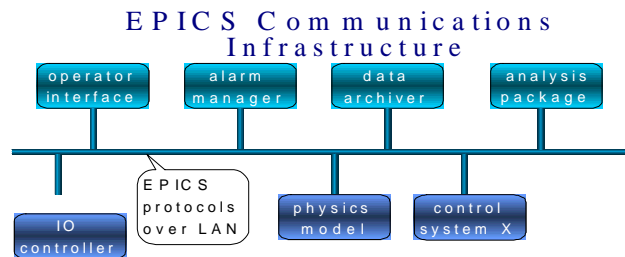 EPICS Communications
Infrastructure
operator
interface
alarm
manager
data
archiver
analysis
package
EPICS
protocols
over LAN
IO
controller
physics
model
control
system X